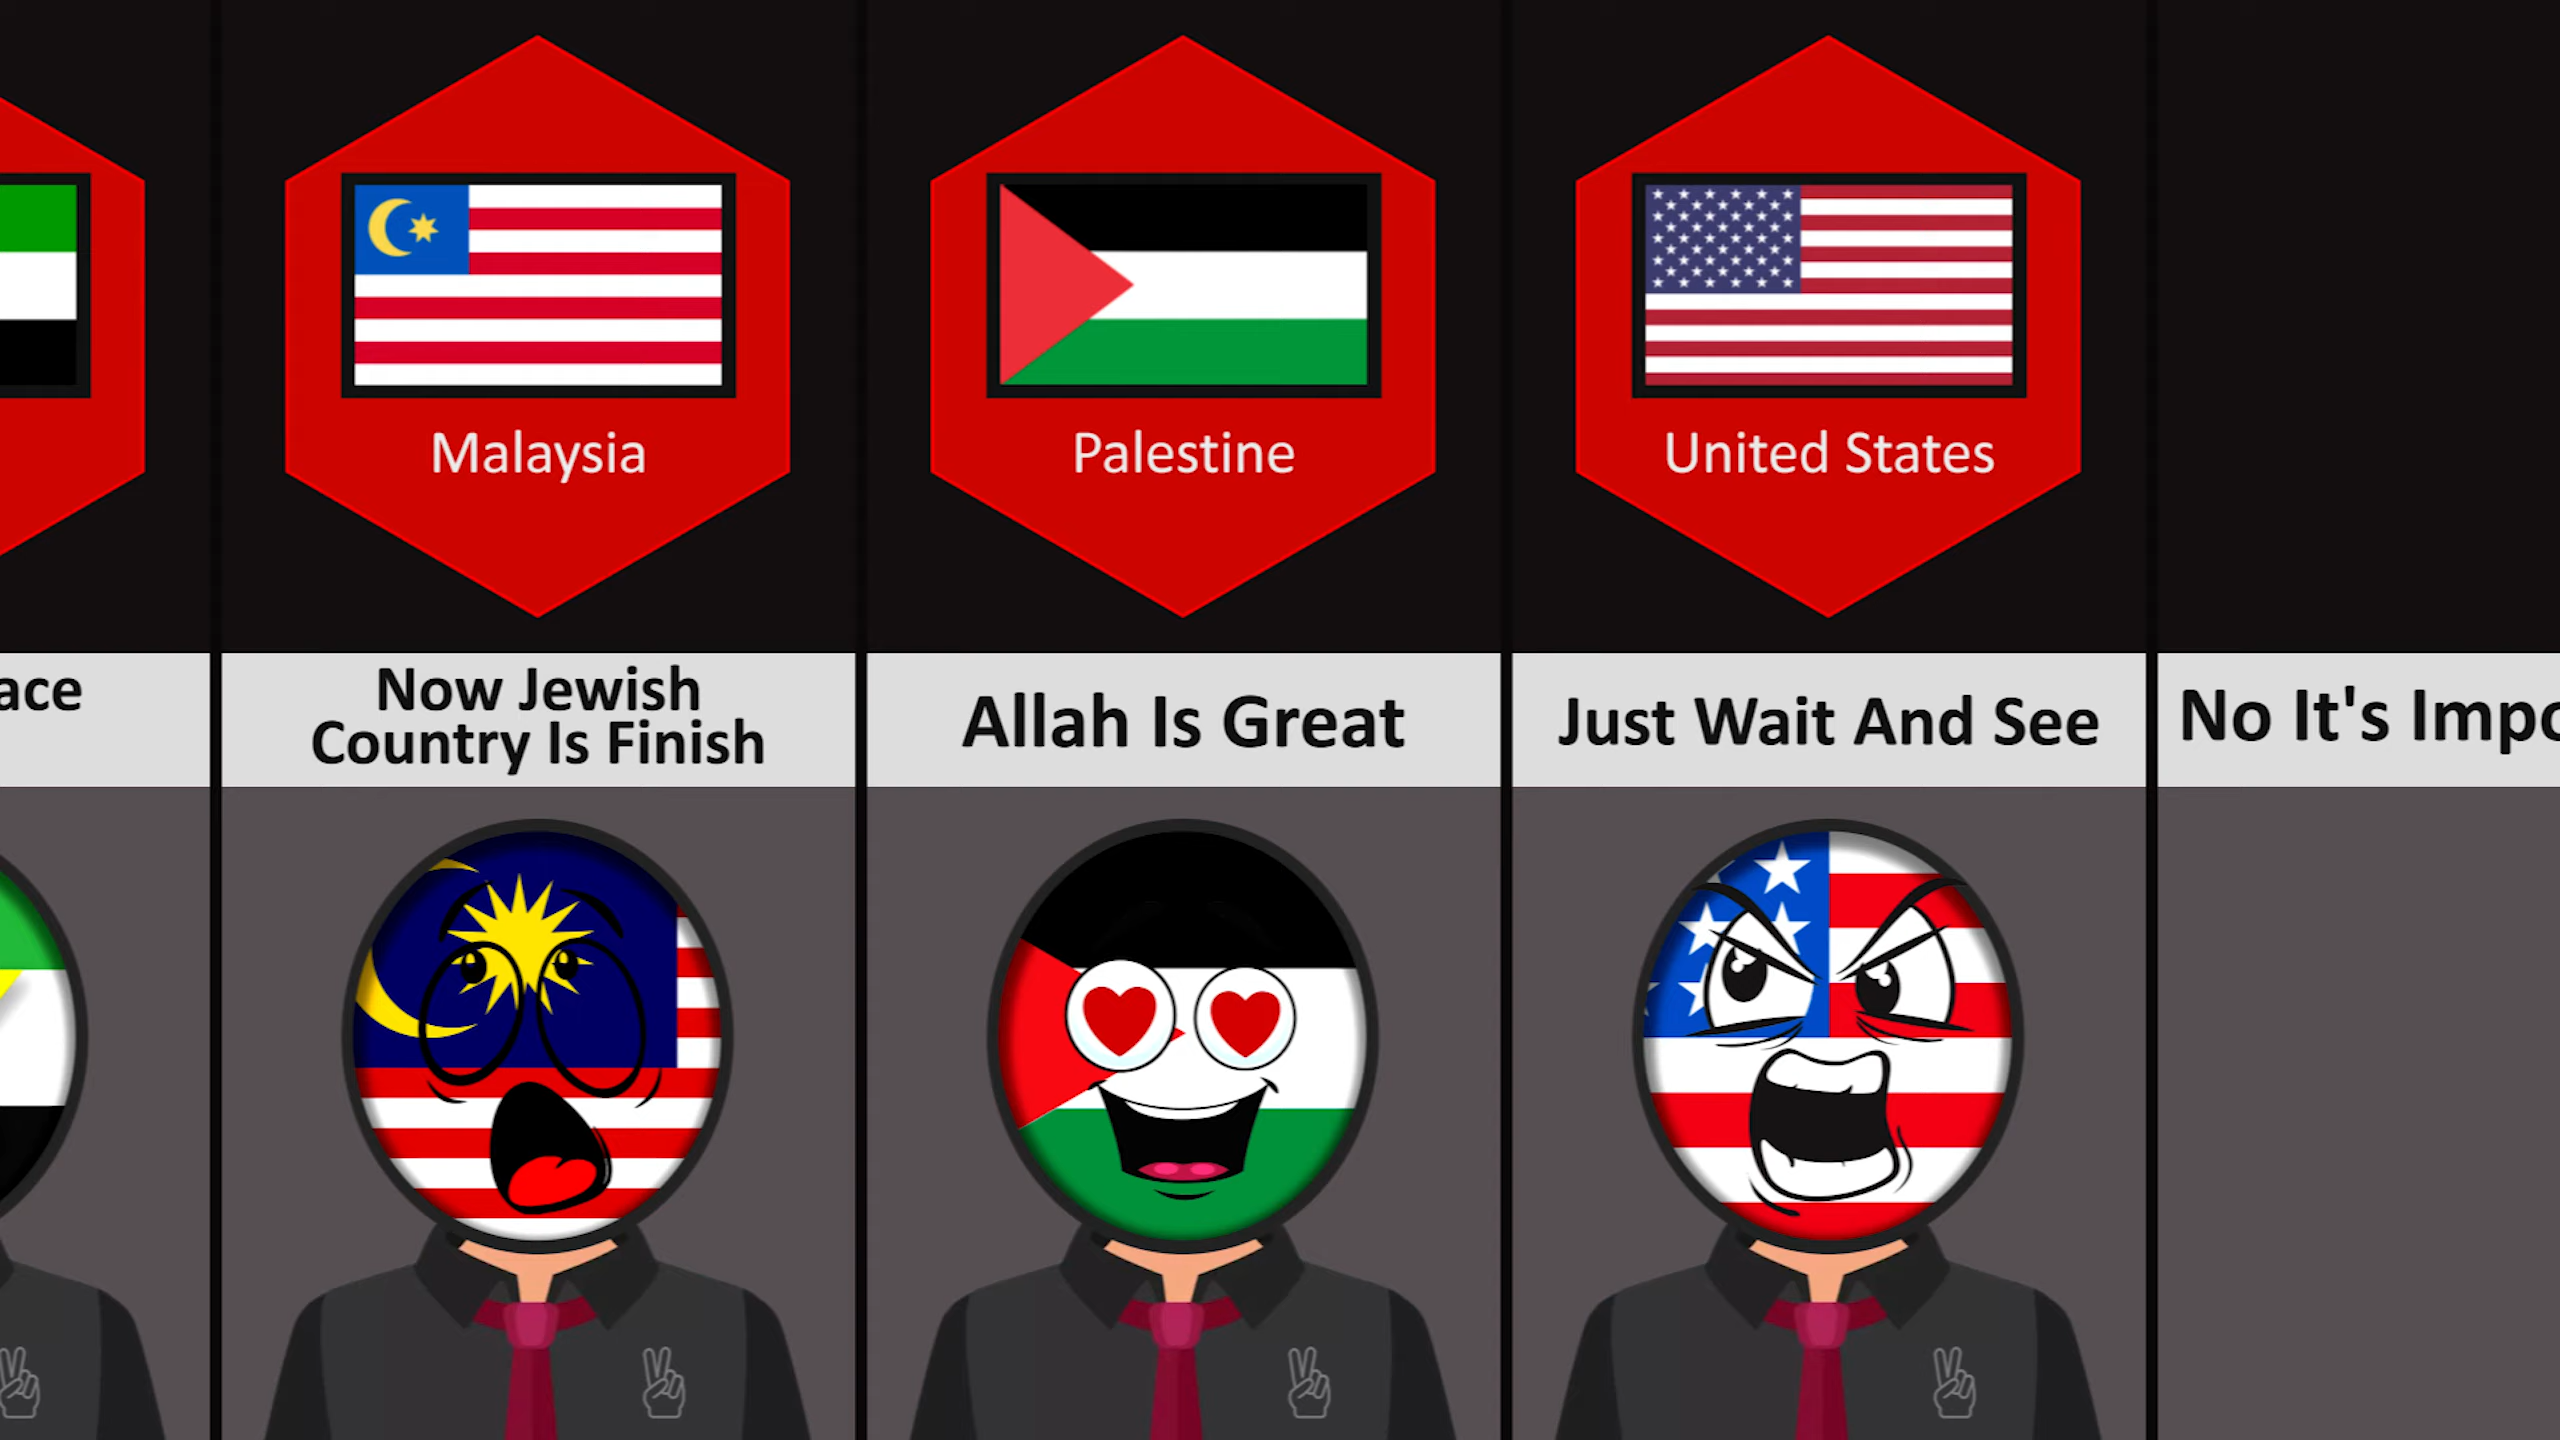 Malaysia
Palestine
United States
ace
Now Jewish
Country Is Finish
Allah Is Great
Just Wait And See
No It's Impo